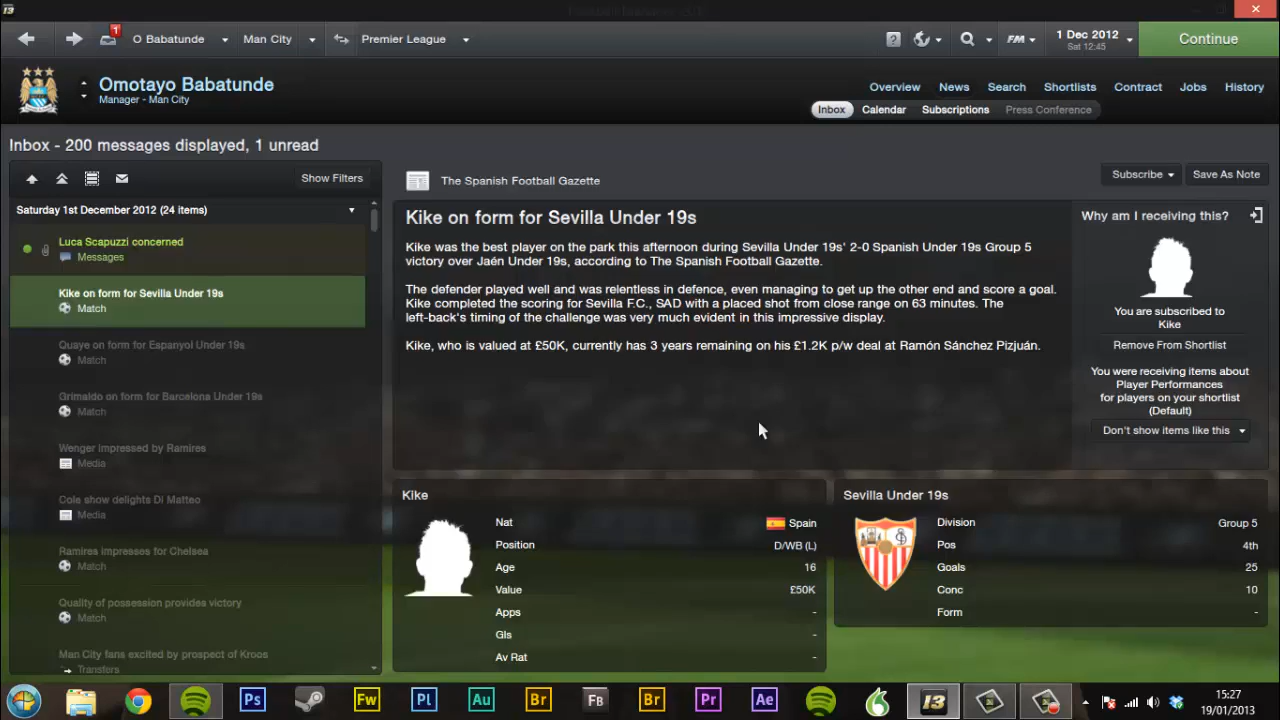 13
1
O Babatunde
Man City
Premier League
?
FM
1 Dec 2012
Sat 12:45
Continue
Omotayo Babatunde
Manager - Man City
Overview
News
Search
Shortlists
Contract
Jobs
History
Inbox
Calendar
Subscriptions
Press Conference
Inbox - 200 messages displayed, 1 unread
Show Filters
Saturday 1st December 2012 (24 items)
Luca Scapuzzi concerned
Messages
Kike on form for Sevilla Under 19s
Match
Quaye on form for Espanyol Under 19s
Match
Grimaldo on form for Barcelona Under 19s
Match
Wenger impressed by Ramires
Media
Cole show delights Di Matteo
Media
Ramires impresses for Chelsea
Match
Quality of possession provides victory
Match
Man City fans excited by prospect of Kroos
Transfers
The Spanish Football Gazette
Subscribe
Save As Note
Kike on form for Sevilla Under 19s
Kike was the best player on the park this afternoon during Sevilla Under 19s' 2-0 Spanish Under 19s Group 5
victory over Jaén Under 19s, according to The Spanish Football Gazette.
The defender played well and was relentless in defence, even managing to get up the other end and score a goal.
Kike completed the scoring for Sevilla F.C., SAD with a placed shot from close range on 63 minutes. The
left-back's timing of the challenge was very much evident in this impressive display.
Kike, who is valued at £50K, currently has 3 years remaining on his £1.2K p/w deal at Ramón Sánchez Pizjuán.
Why am I receiving this?
You are subscribed to
Kike
Remove From Shortlist
You were receiving items about
Player Performances
for players on your shortlist
(Default)
Don't show items like this
Kike
Nat Spain
Position D/WB (L)
Age 16
Value £50K
Apps -
Gls -
Av Rat -
Sevilla Under 19s
Division Group 5
Pos 4th
Goals 25
Conc 10
Form -
Ps
Fw
Pl
Au
Br
FB
Br
Pr
Ae
13
15:27
19/01/2013